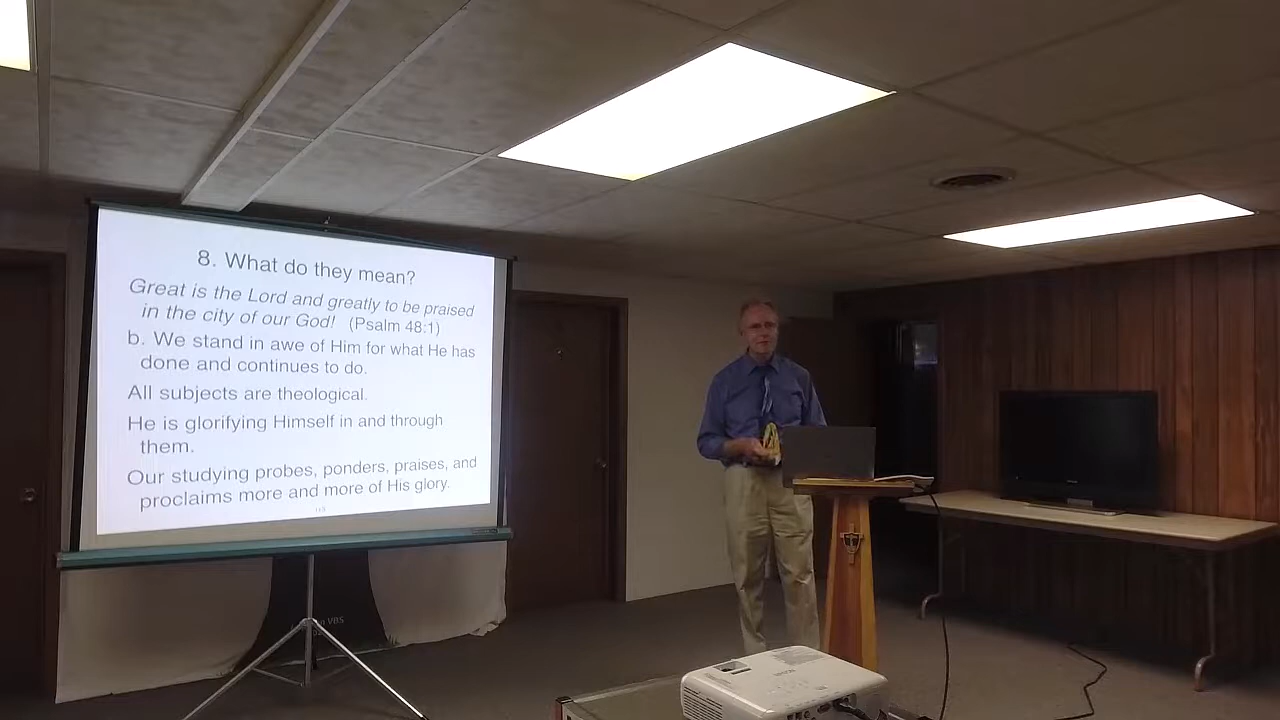 8. What do they mean?
Great is the Lord and greatly to be praised
in the city of our God! (Psalm 48:1)
b. We stand in awe of Him for what He has
done and continues to do.
All subjects are theological.
He is glorifying Himself in and through
them.
Our studying probes, ponders, praises, and
proclaims more and more of His glory.
VBS
EPSON